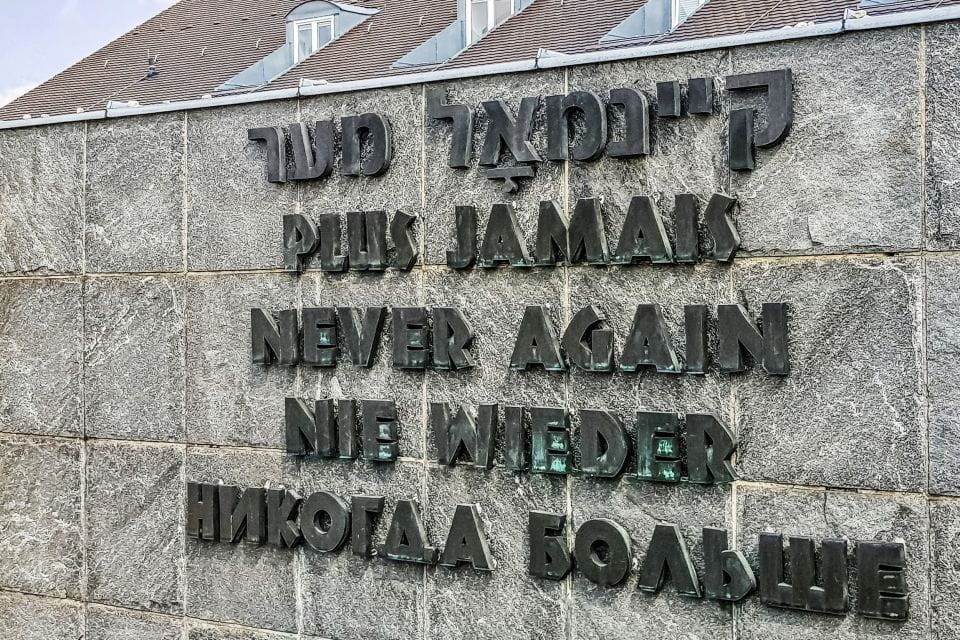 קיינמאָל מער
PLUS JAMAIS
NEVER AGAIN
NIE WIEDER
НИКОГДА БОЛЬШЕ